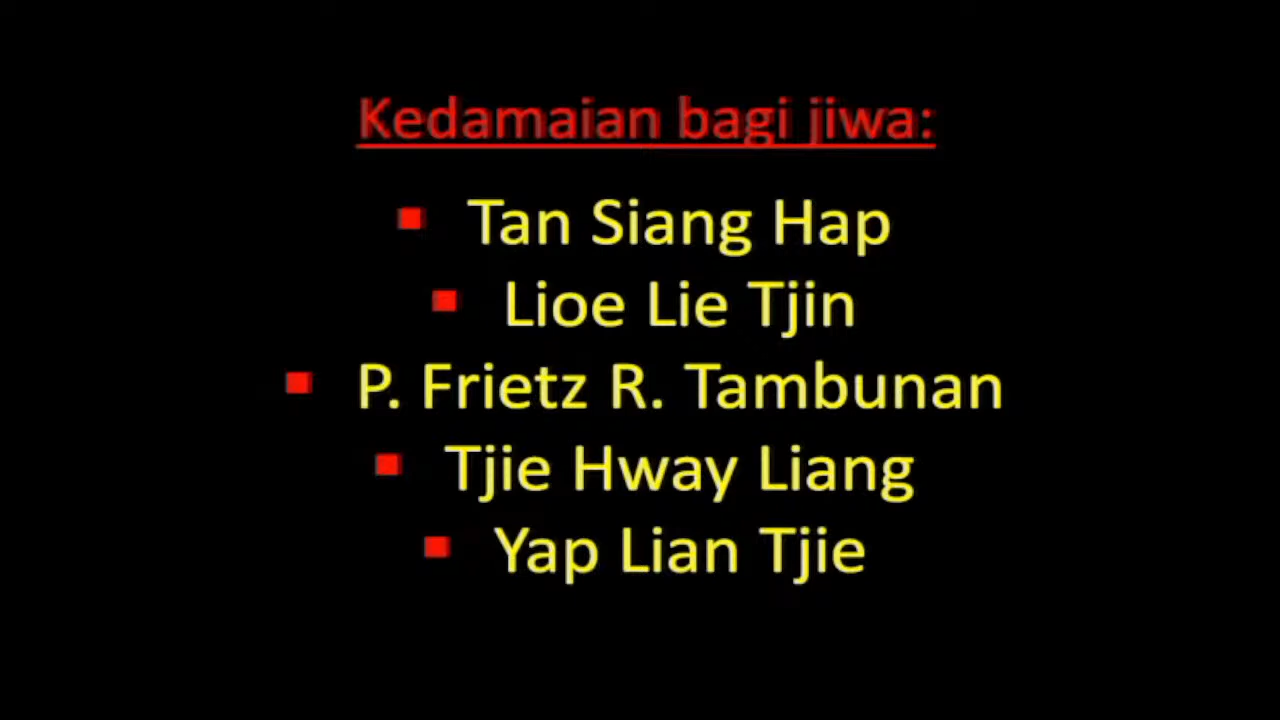 Kedamaian bagi jiwa:
▪ Tan Siang Hap
▪ Lioe Lie Tjin
▪ P. Frietz R. Tambunan
▪ Tjie Hway Liang
▪ Yap Lian Tjie